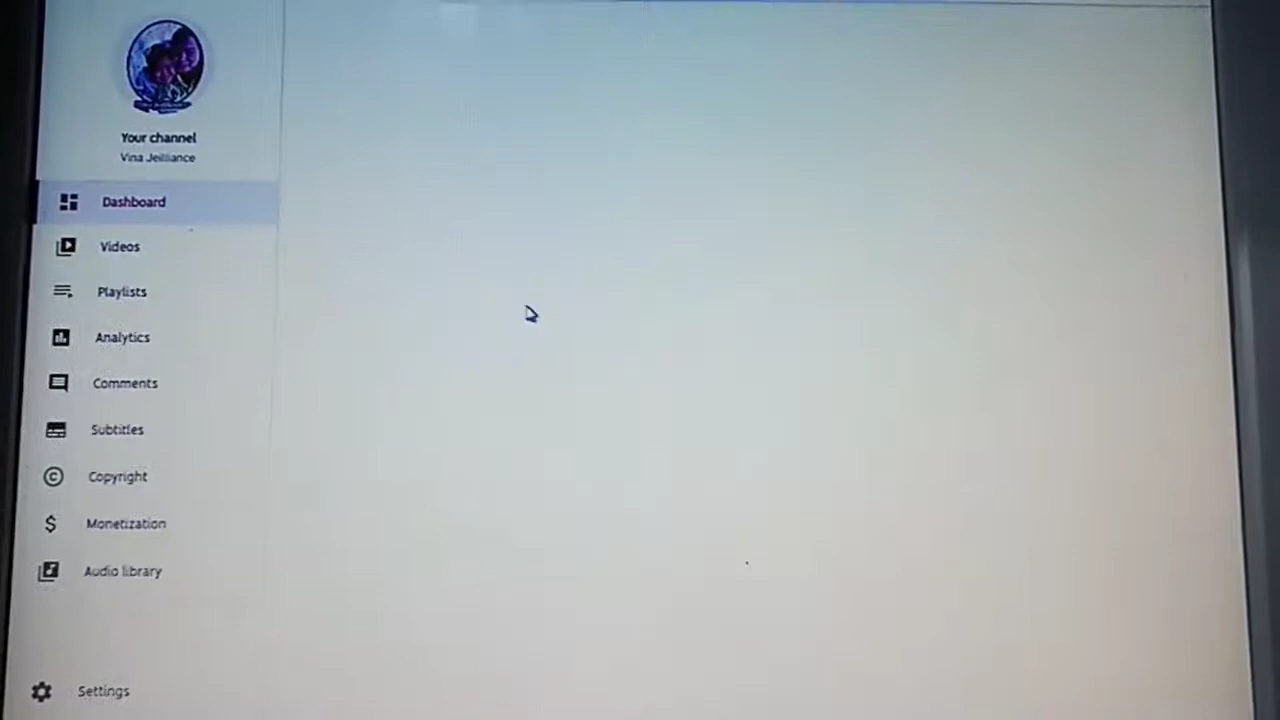 Your channel
Vina Jeilliance
Dashboard
Videos
Playlists
Analytics
Comments
Subtitles
Copyright
Monetization
Audio library
Settings